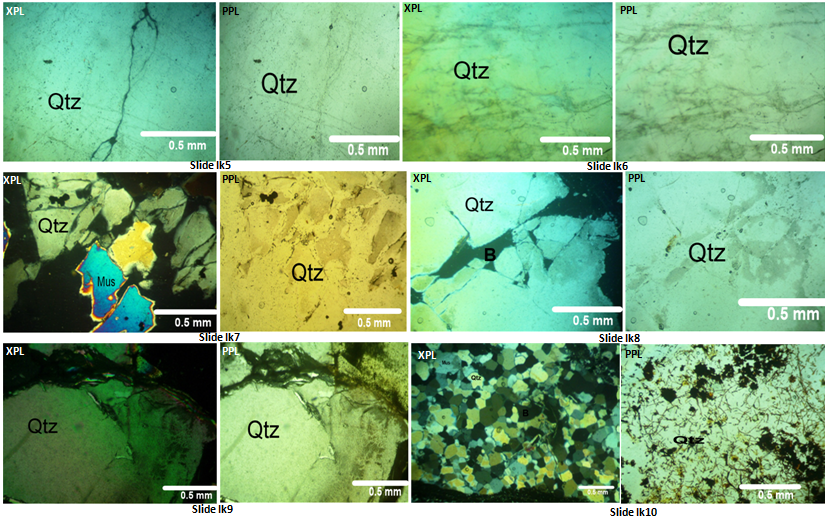 XPL
PPL
XPL
PPL
Qtz
Qtz
Qtz
Qtz
0.5 mm
0.5 mm
0.5 mm
0.5 mm
Slide Ik5
Slide Ik6
XPL
PPL
XPL
PPL
Qtz
Qtz
Qtz
Qtz
Mus
B
0.5 mm
0.5 mm
0.5 mm
0.5 mm
Slide Ik7
Slide Ik8
XPL
PPL
XPL
PPL
Qtz
Qtz
Qtz
Qtz
B
0.5 mm
0.5 mm
0.5 mm
0.5 mm
Slide Ik9
Slide Ik10